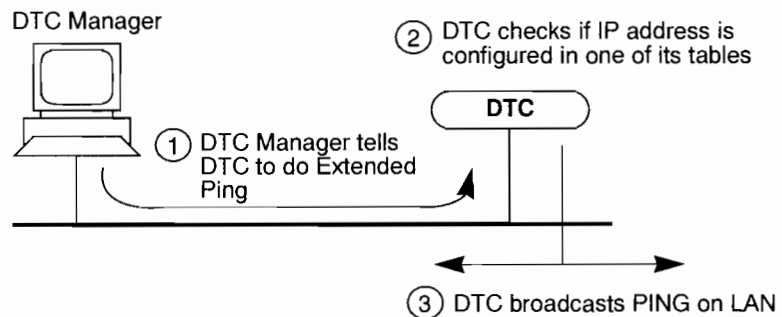 DTC Manager
① DTC Manager tells
DTC to do Extended
Ping
② DTC checks if IP address is
configured in one of its tables
DTC
③ DTC broadcasts PING on LAN